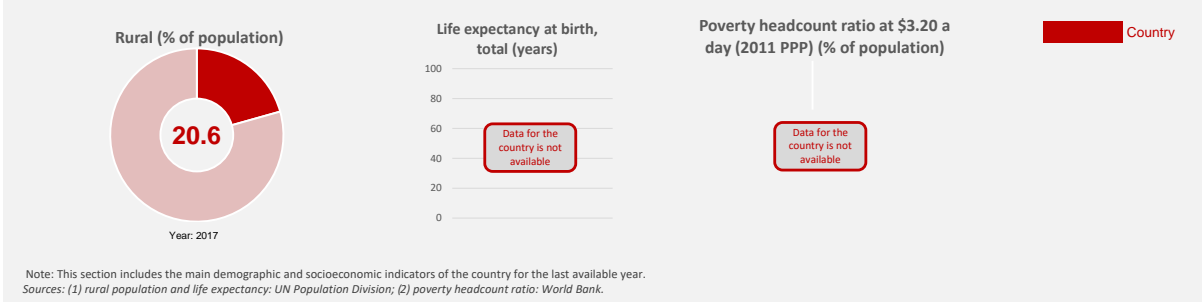 Rural (% of population)
20.6
Year: 2017
Life expectancy at birth,
total (years)
100
80
60
40
20
0
Data for the
country is not
available
Poverty headcount ratio at $3.20 a
day (2011 PPP) (% of population)
Data for the
country is not
available
Country
Note: This section includes the main demographic and socioeconomic indicators of the country for the last available year.
Sources: (1) rural population and life expectancy: UN Population Division; (2) poverty headcount ratio: World Bank.